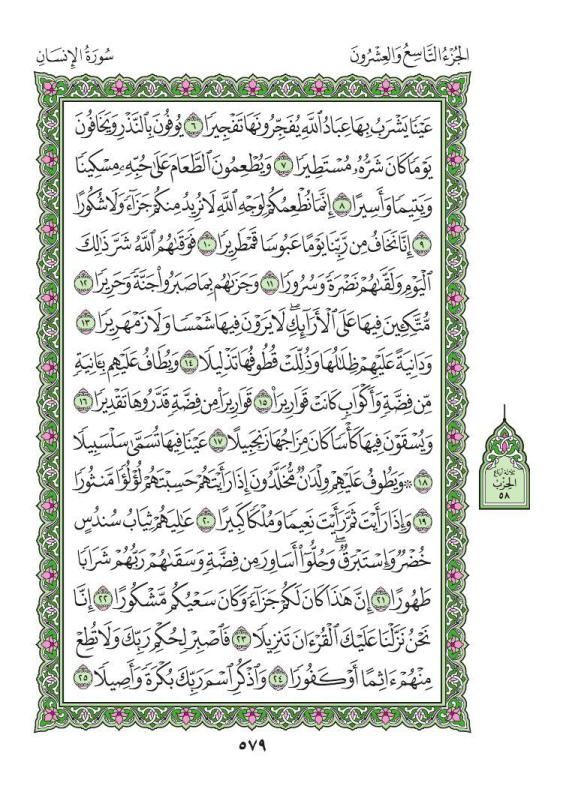 الجُزْءُ التَّاسِعُ وَالعِشْرُونَ
سُورَةُ الإِنسَانِ
عَيْنًا يَشْرَبُ بِهَا عِبَادُ ٱللَّهِ يُفَجِّرُونَهَا تَفْجِيرًا ٦ يُوفُونَ بِٱلنَّذْرِ وَيَخَافُونَ
يَوْمًا كَانَ شَرُّهُۥ مُسْتَطِيرًا ٧ وَيُطْعِمُونَ ٱلطَّعَامَ عَلَىٰ حُبِّهِۦ مِسْكِينًا
وَيَتِيمًا وَأَسِيرًا ٨ إِنَّمَا نُطْعِمُكُمْ لِوَجْهِ ٱللَّهِ لَا نُرِيدُ مِنكُمْ جَزَآءً وَلَا شُكُورًا
٩ إِنَّا نَخَافُ مِن رَّبِّنَا يَوْمًا عَبُوسًا قَمْطَرِيرًا ١٠ فَوَقَىٰهُمُ ٱللَّهُ شَرَّ ذَٰلِكَ
ٱلْيَوْمِ وَلَقَّىٰهُمْ نَضْرَةً وَسُرُورًا ١١ وَجَزَىٰهُم بِمَا صَبَرُوا۟ جَنَّةً وَحَرِيرًا ١٢
مُّتَّكِـِٔينَ فِيهَا عَلَى ٱلْأَرَآئِكِ ۖ لَا يَرَوْنَ فِيهَا شَمْسًا وَلَا زَمْهَرِيرًا ١٣
وَدَانِيَةً عَلَيْهِمْ ظِلَٰلُهَا وَذُلِّلَتْ قُطُوفُهَا تَذْلِيلًا ١٤ وَيُطَافُ عَلَيْهِم بِـَٔانِيَةٍ
مِّن فِضَّةٍ وَأَكْوَابٍ كَانَتْ قَوَارِيرَا۠ ١٥ قَوَارِيرَا۟ مِن فِضَّةٍ قَدَّرُوهَا تَقْدِيرًا ١٦
وَيُسْقَوْنَ فِيهَا كَأْسًا كَانَ مِزَاجُهَا زَنجَبِيلًا ١٧ عَيْنًا فِيهَا تُسَمَّىٰ سَلْسَبِيلًا
١٨ ۞ وَيَطُوفُ عَلَيْهِمْ وِلْدَٰنٌ مُّخَلَّدُونَ إِذَا رَأَيْتَهُمْ حَسِبْتَهُمْ لُؤْلُؤًا مَّنثُورًا
١٩ وَإِذَا رَأَيْتَ ثَمَّ رَأَيْتَ نَعِيمًا وَمُلْكًا كَبِيرًا ٢٠ عَٰلِيَهُمْ ثِيَابُ سُندُسٍ
خُضْرٌ وَإِسْتَبْرَقٌ ۖ وَحُلُّوٓا۟ أَسَاوِرَ مِن فِضَّةٍ وَسَقَىٰهُمْ رَبُّهُمْ شَرَابًا
طَهُورًا ٢١ إِنَّ هَٰذَا كَانَ لَكُمْ جَزَآءً وَكَانَ سَعْيُكُم مَّشْكُورًا ٢٢ إِنَّا
نَحْنُ نَزَّلْنَا عَلَيْكَ ٱلْقُرْءَانَ تَنزِيلًا ٢٣ فَٱصْبِرْ لِحُكْمِ رَبِّكَ وَلَا تُطِعْ
مِنْهُمْ ءَاثِمًا أَوْ كَفُورًا ٢٤ وَٱذْكُرِ ٱسْمَ رَبِّكَ بُكْرَةً وَأَصِيلًا ٢٥
الحِزْب
٥٨
٥٧٩